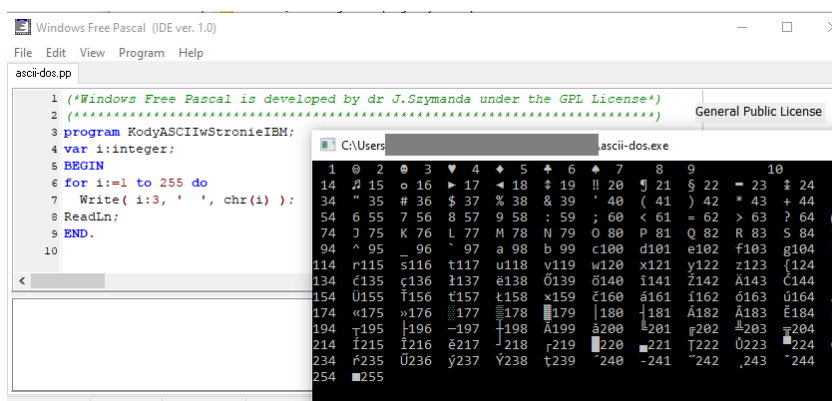 Windows Free Pascal (IDE ver. 1.0)
File Edit View Program Help
ascii-dos.pp
1 (*Windows Free Pascal is developed by dr J.Szymanda under the GPL License*)
2 (***************************************************************************)
3 program KodyASCIIwStronieIBM;
4 var i:integer;
5 BEGIN
6 for i:=1 to 255 do
7 Write( i:3, '  ', chr(i) );
8 ReadLn;
9 END.
10
General Public License
C:\Users
\ascii-dos.exe
1 ☺ 2 ☻ 3 ♥ 4 ♦ 5 ♣ 6 ♠ 7 8 9 10
14 ♫ 15 ☼ 16 ► 17 ◄ 18 ↕ 19 ‼ 20 ¶ 21 § 22 ▬ 23 ↨ 24
34 " 35 # 36 $ 37 % 38 & 39 ' 40 ( 41 ) 42 * 43 + 44
54 6 55 7 56 8 57 9 58 : 59 ; 60 < 61 = 62 > 63 ? 64
74 J 75 K 76 L 77 M 78 N 79 O 80 P 81 Q 82 R 83 S 84
94 ^ 95 _ 96 ` 97 a 98 b 99 c100 d101 e102 f103 g104
114 r115 s116 t117 u118 v119 w120 x121 y122 z123 {124
134 ć135 ç136 ł137 ë138 Ő139 ő140 î141 Ź142 Ä143 Ć144
154 Ü155 Ť156 ť157 Ł158 ×159 č160 á161 í162 ó163 ú164
174 «175 »176 ░177 ▒178 ▓179 │180 ┤181 Á182 Â183 Ě184
194 ┬195 ├196 ─197 ┼198 Ă199 ă200 ╚201 ╔202 ╩203 ╦204
214 Í215 Î216 ě217 ┘218 ┌219 █220 ▄221 Ţ222 Ů223 ▀224
234 ŕ235 Ű236 ý237 Ý238 ţ239 ´240 -241 ˝242 ˛243 ˇ244
254 ■255